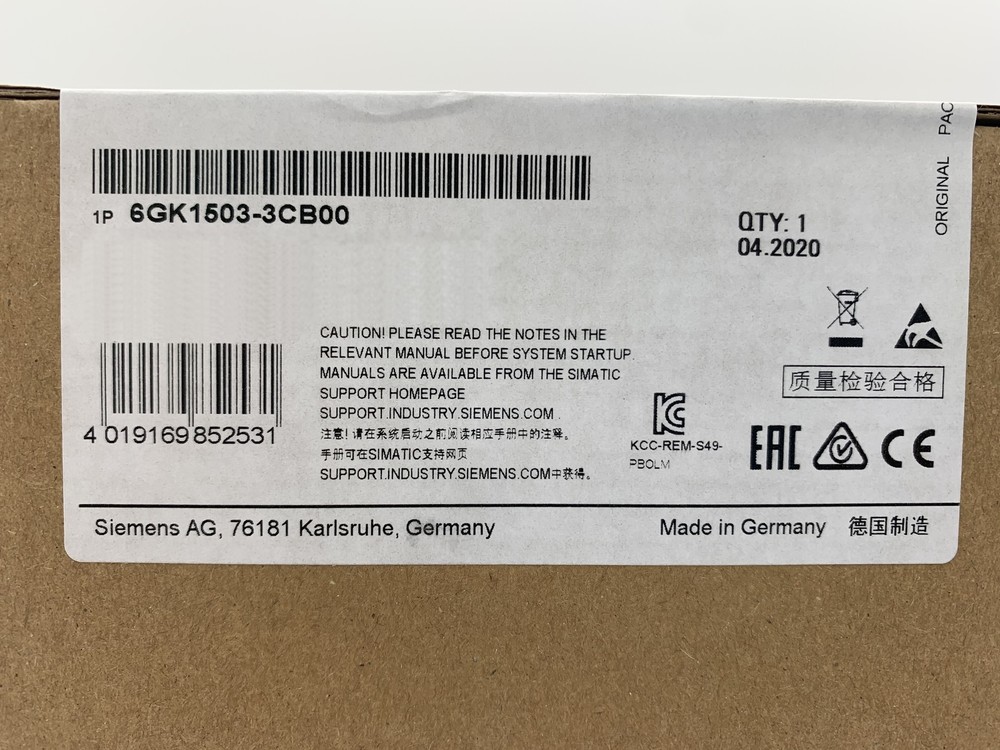 1P 6GK1503-3CB00
QTY: 1
04.2020
ORIGINAL
CAUTION! PLEASE READ THE NOTES IN THE
RELEVANT MANUAL BEFORE SYSTEM STARTUP.
MANUALS ARE AVAILABLE FROM THE SIMATIC
SUPPORT HOMEPAGE
SUPPORT.INDUSTRY.SIEMENS.COM .
注意! 请在系统启动之前阅读相应手册中的注释。
手册可在SIMATIC支持网页
SUPPORT.INDUSTRY.SIEMENS.COM中获得。
4 019169 852531
质量检验合格
KCC-REM-S49-
PBOLM
EAC
CE
Siemens AG, 76181 Karlsruhe, Germany
Made in Germany 德国制造